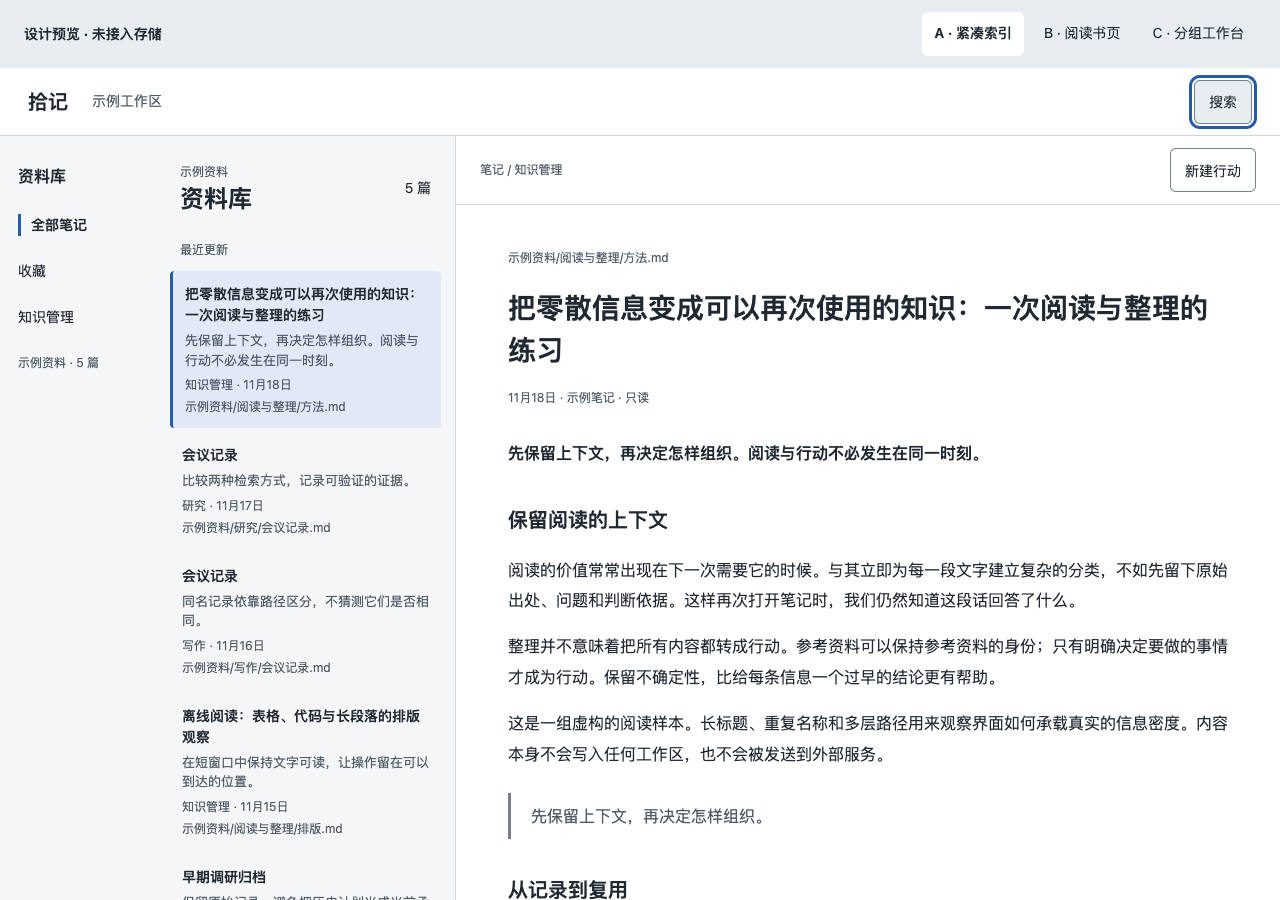 设计预览 · 未接入存储
A · 紧凑索引
B · 阅读书页
C · 分组工作台
拾记
示例工作区
搜索
资料库
全部笔记
收藏
知识管理
示例资料 · 5 篇
示例资料
资料库
5 篇
最近更新
把零散信息变成可以再次使用的知识：
一次阅读与整理的练习
先保留上下文，再决定怎样组织。阅读与
行动不必发生在同一时刻。
知识管理 · 11月18日
示例资料/阅读与整理/方法.md
会议记录
比较两种检索方式，记录可验证的证据。
研究 · 11月17日
示例资料/研究/会议记录.md
会议记录
同名记录依靠路径区分，不猜测它们是否相
同。
写作 · 11月16日
示例资料/写作/会议记录.md
离线阅读：表格、代码与长段落的排版
观察
在短窗口中保持文字可读，让操作留在可以
到达的位置。
知识管理 · 11月15日
示例资料/阅读与整理/排版.md
早期调研归档
笔记 / 知识管理
新建行动
示例资料/阅读与整理/方法.md
把零散信息变成可以再次使用的知识：一次阅读与整理的
练习
11月18日 · 示例笔记 · 只读
先保留上下文，再决定怎样组织。阅读与行动不必发生在同一时刻。
保留阅读的上下文
阅读的价值常常出现在下一次需要它的时候。与其立即为每一段文字建立复杂的分类，不如先留下原始
出处、问题和判断依据。这样再次打开笔记时，我们仍然知道这段话回答了什么。
整理并不意味着把所有内容都转成行动。参考资料可以保持参考资料的身份；只有明确决定要做的事情
才成为行动。保留不确定性，比给每条信息一个过早的结论更有帮助。
这是一组虚构的阅读样本。长标题、重复名称和多层路径用来观察界面如何承载真实的信息密度。内容
本身不会写入任何工作区，也不会被发送到外部服务。
先保留上下文，再决定怎样组织。
从记录到复用